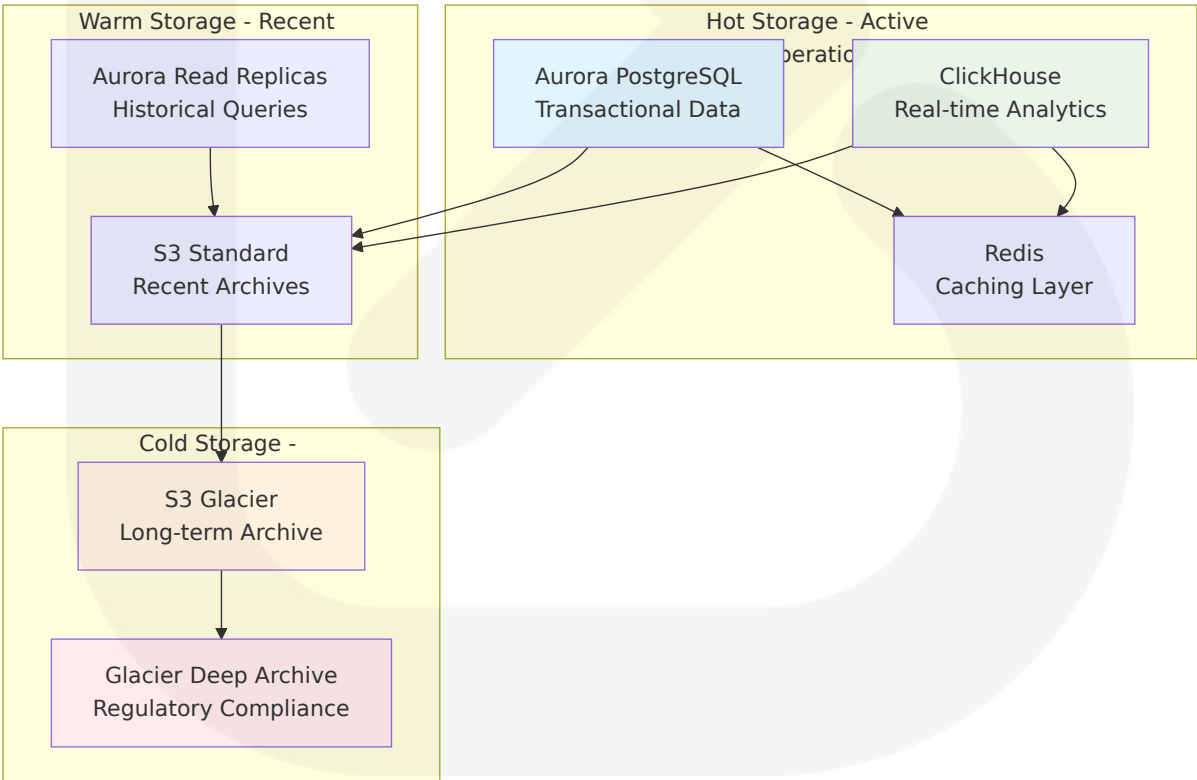 Warm Storage - Recent
Aurora Read Replicas
Historical Queries
S3 Standard
Recent Archives
Hot Storage - Active
Aurora PostgreSQL
Transactional Data
ClickHouse
Real-time Analytics
Redis
Caching Layer
Cold Storage -
S3 Glacier
Long-term Archive
Glacier Deep Archive
Regulatory Compliance